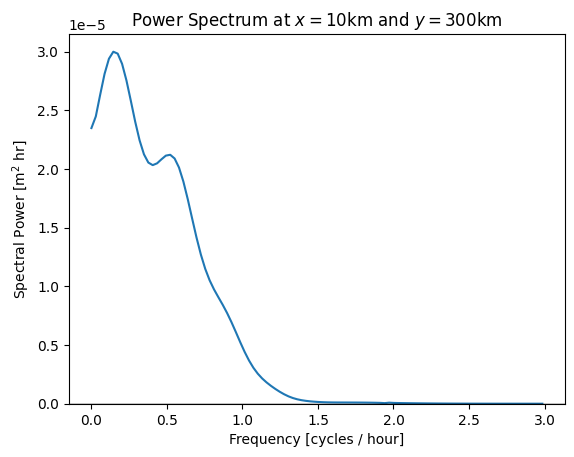 Power Spectrum at x = 10km and y = 300km
1e−5
3.0
2.5
2.0
1.5
1.0
0.5
0.0
Spectral Power [m² hr]
0.0 0.5 1.0 1.5 2.0 2.5 3.0
Frequency [cycles / hour]